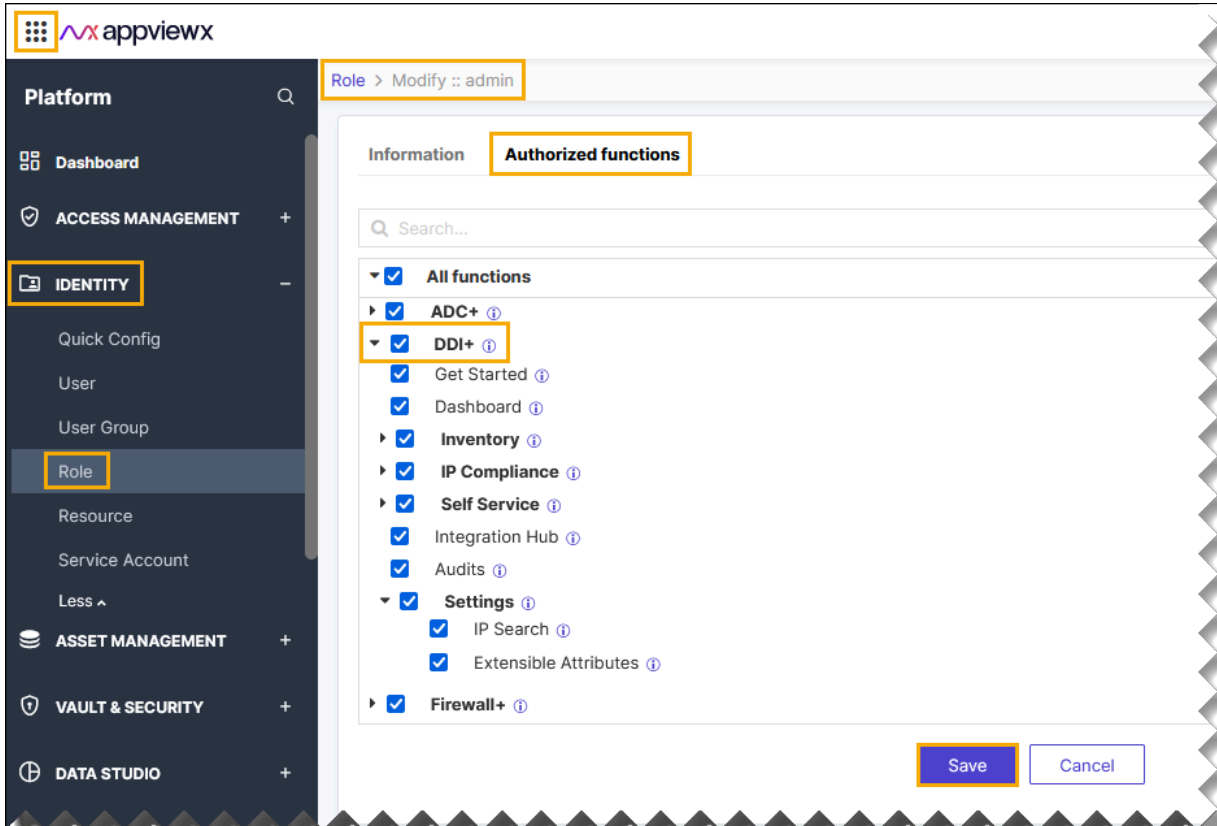 appviewx
Platform
Dashboard
ACCESS MANAGEMENT +
IDENTITY −
Quick Config
User
User Group
Role
Resource
Service Account
Less
ASSET MANAGEMENT +
VAULT & SECURITY +
DATA STUDIO +
Role > Modify :: admin
Information Authorized functions
Search...
All functions
ADC+
DDI+
Get Started
Dashboard
Inventory
IP Compliance
Self Service
Integration Hub
Audits
Settings
IP Search
Extensible Attributes
Firewall+
Save Cancel